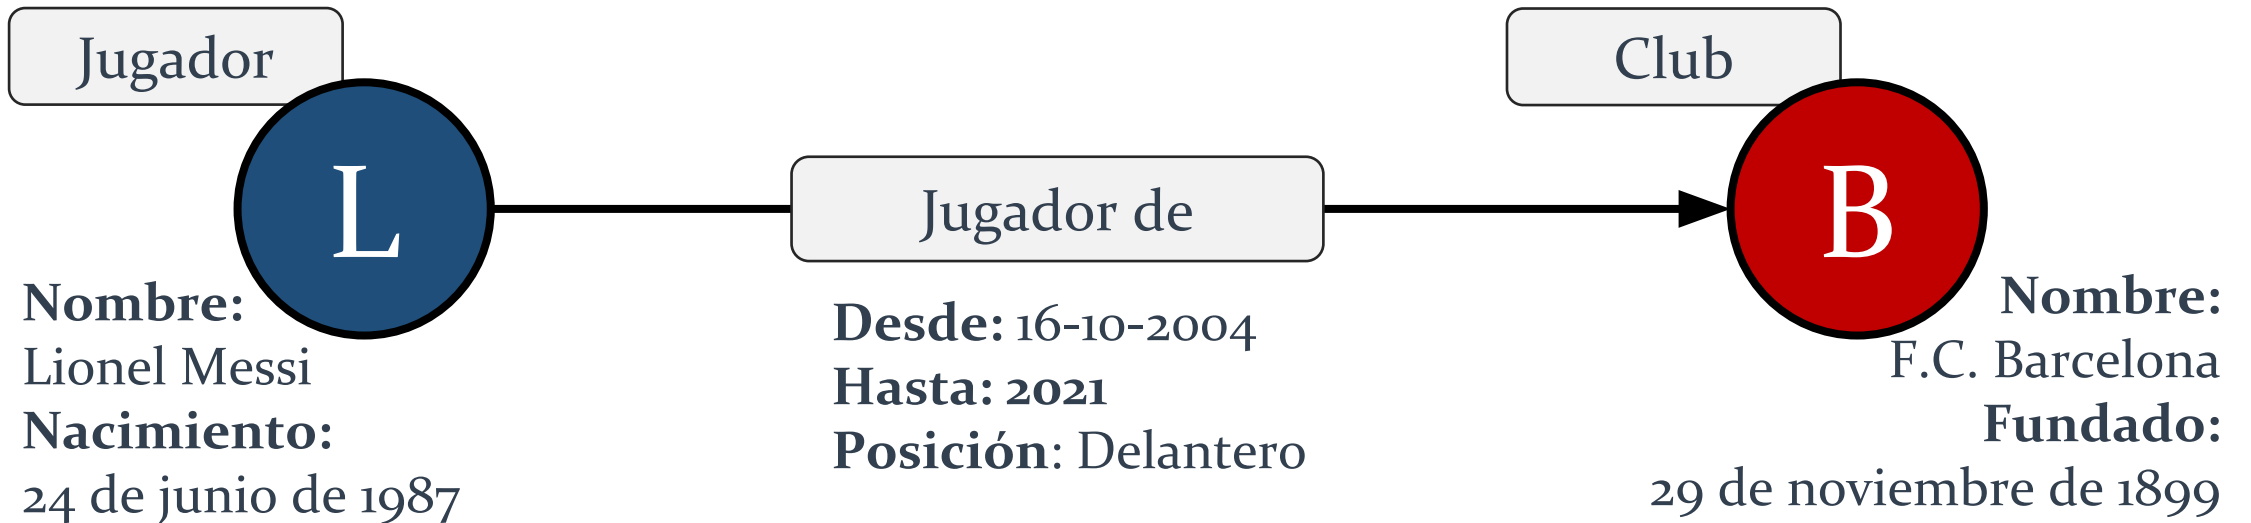 Jugador
L
Nombre:
Lionel Messi
Nacimiento:
24 de junio de 1987
Jugador de
Desde: 16-10-2004
Hasta: 2021
Posición: Delantero
Club
B
Nombre:
F.C. Barcelona
Fundado:
29 de noviembre de 1899